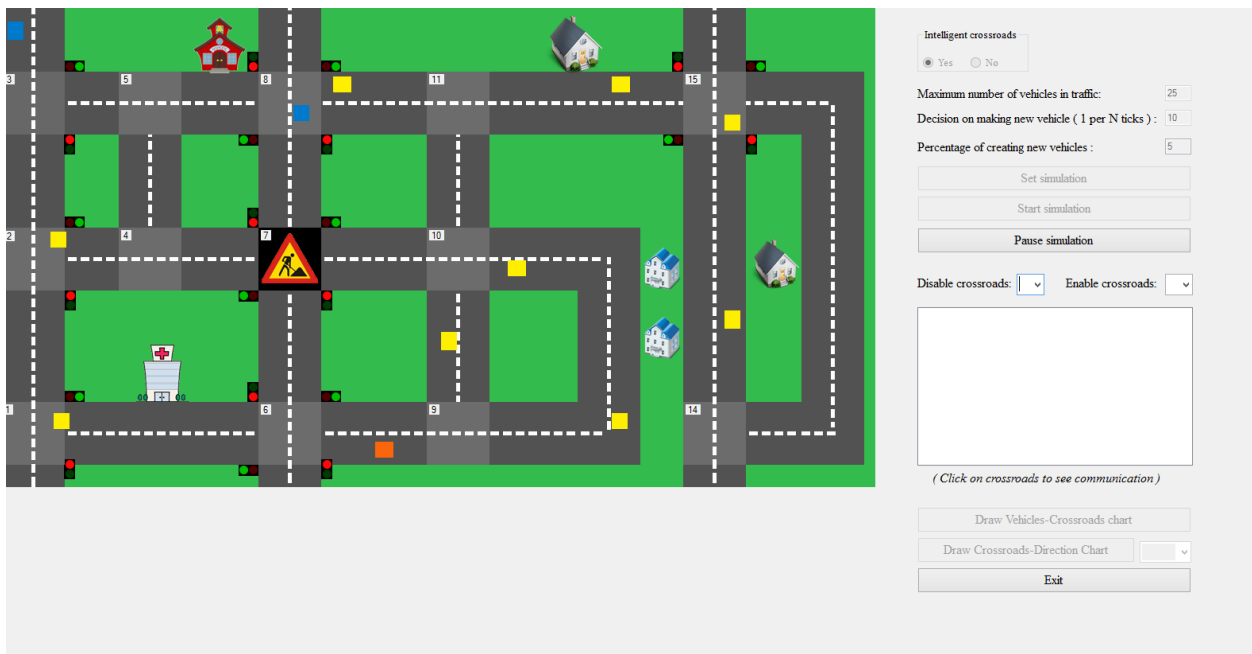 3
5
8
11
15
2
4
7
10
1
6
9
14
Intelligent crossroads
Yes
No
Maximum number of vehicles in traffic:
25
Decision on making new vehicle ( 1 per N ticks ) :
10
Percentage of creating new vehicles :
5
Set simulation
Start simulation
Pause simulation
Disable crossroads:
Enable crossroads:
( Click on crossroads to see communication )
Draw Vehicles-Crossroads chart
Draw Crossroads-Direction Chart
Exit